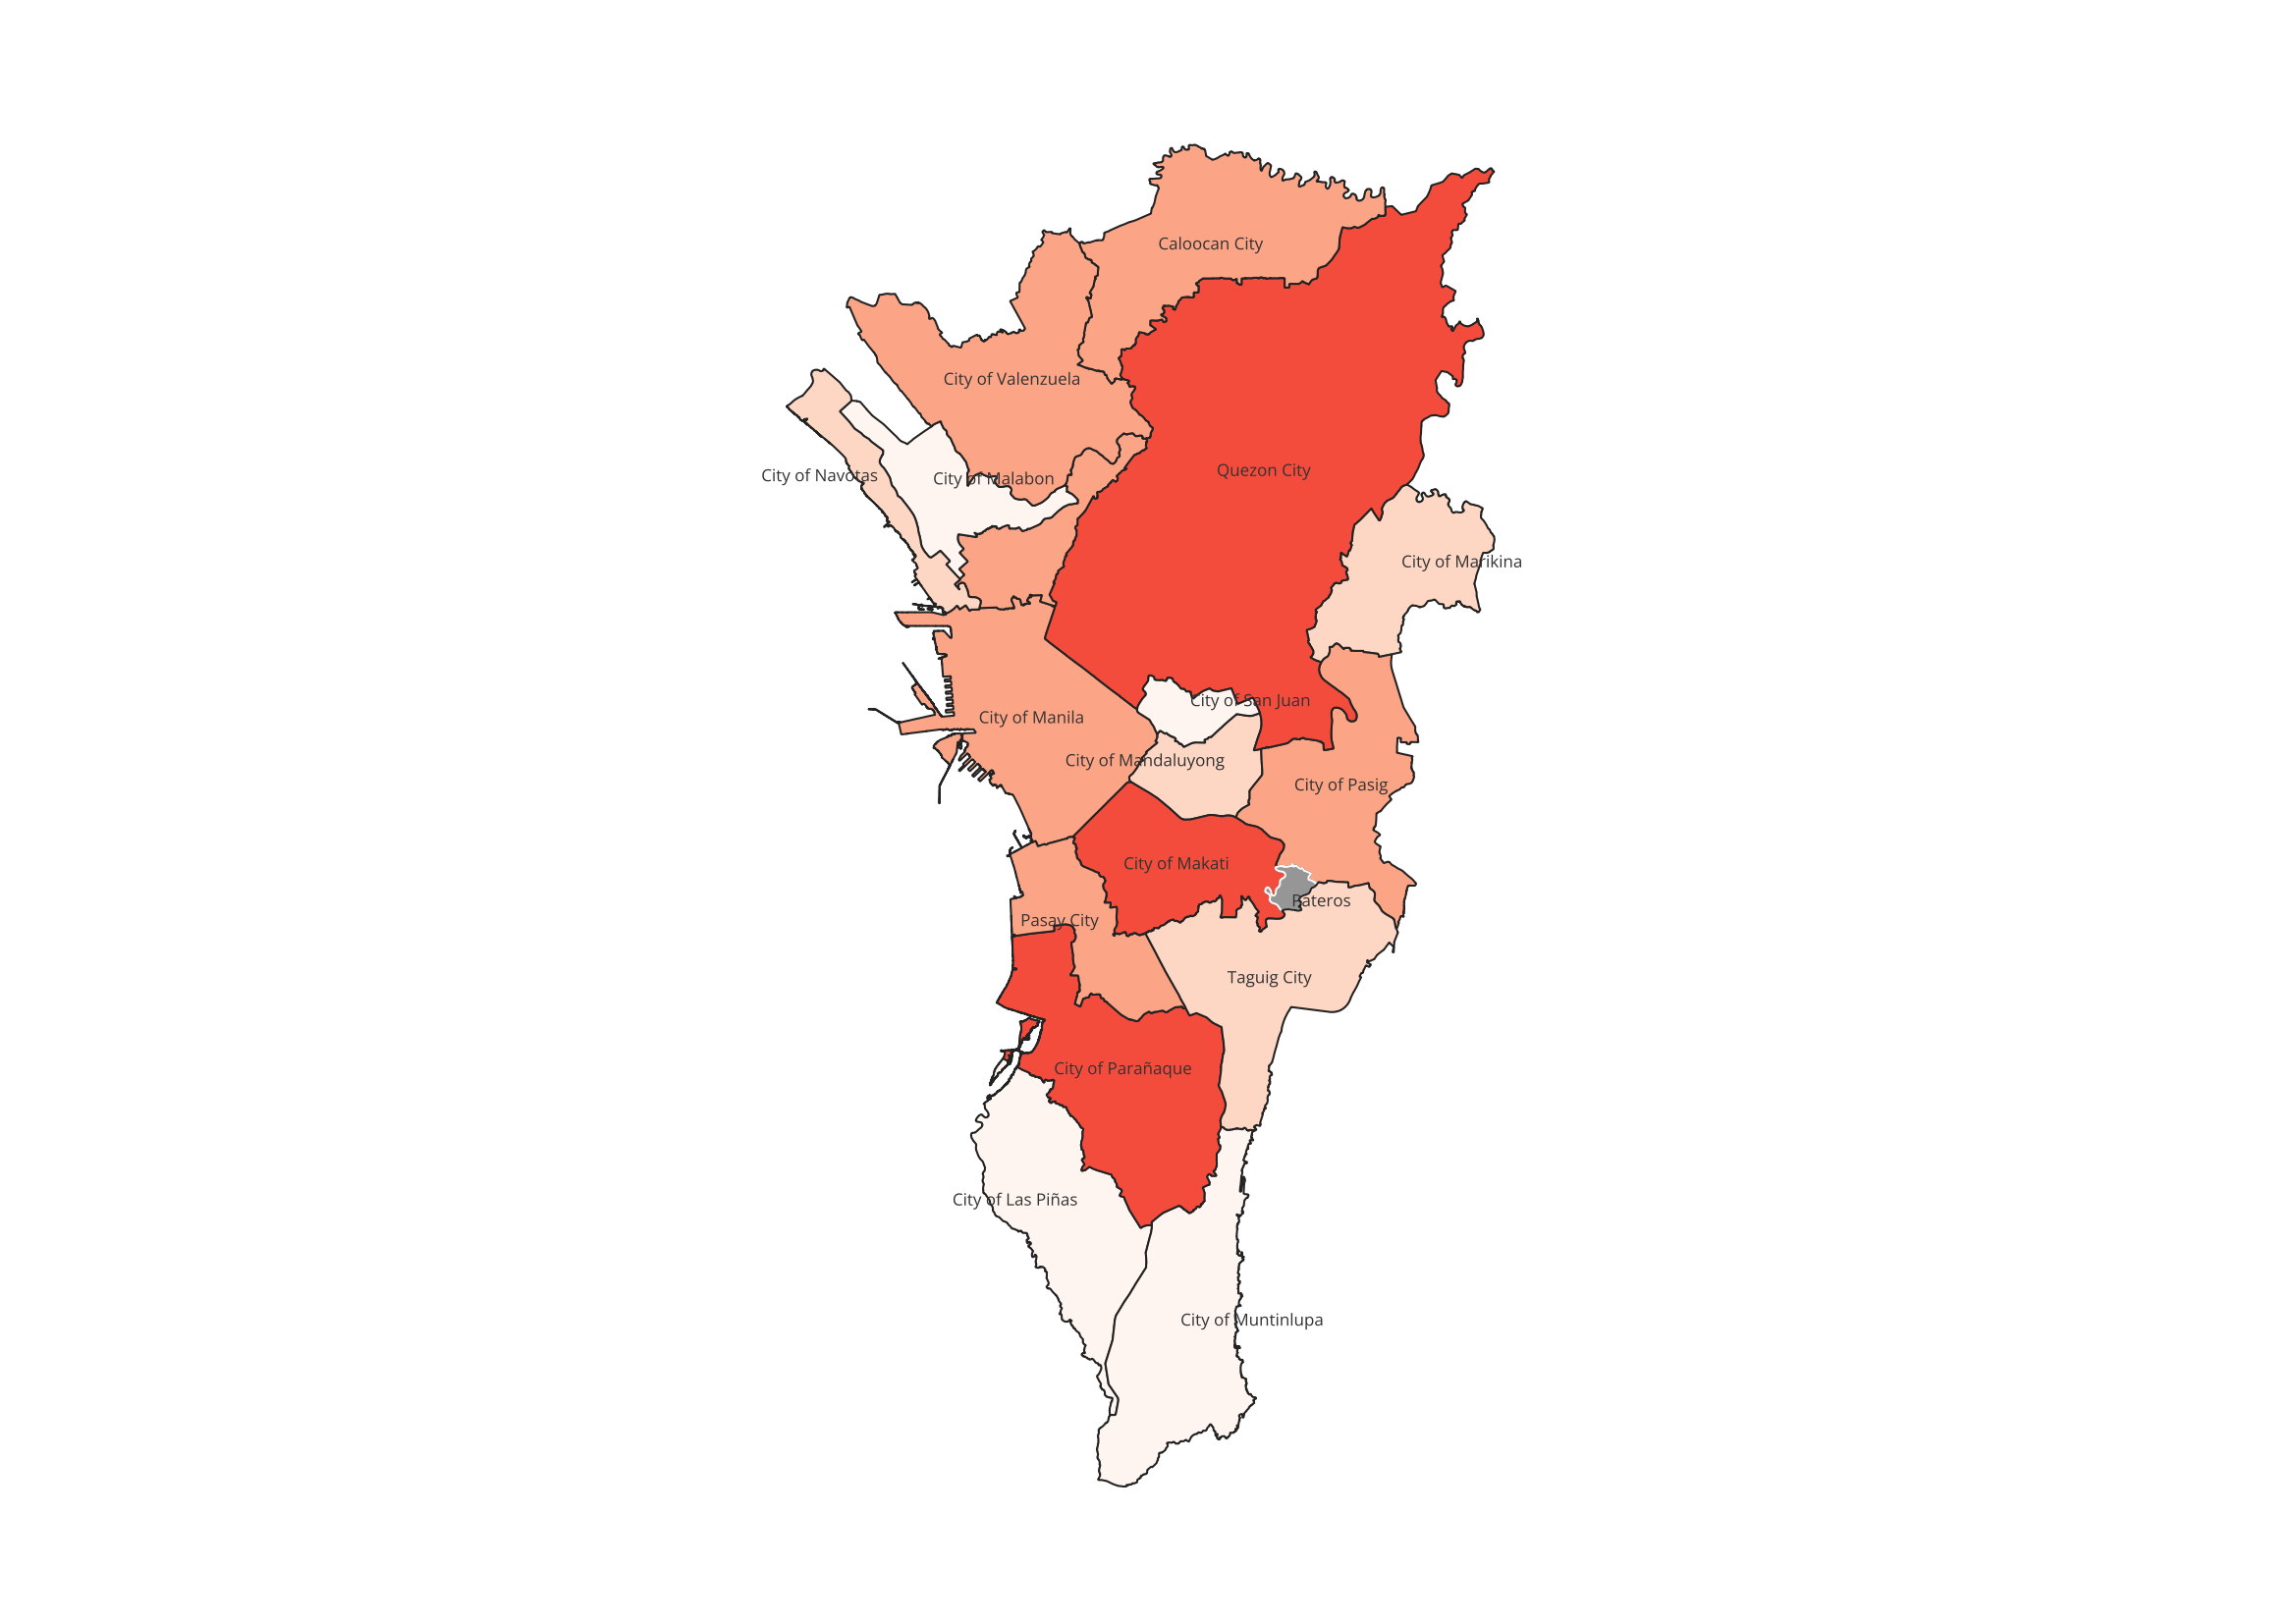 Caloocan City
City of Valenzuela
Quezon City
City of Navotas
City of Malabon
City of Marikina
City of San Juan
City of Manila
City of Mandaluyong
City of Pasig
City of Makati
Pateros
Pasay City
Taguig City
City of Parañaque
City of Las Piñas
City of Muntinlupa